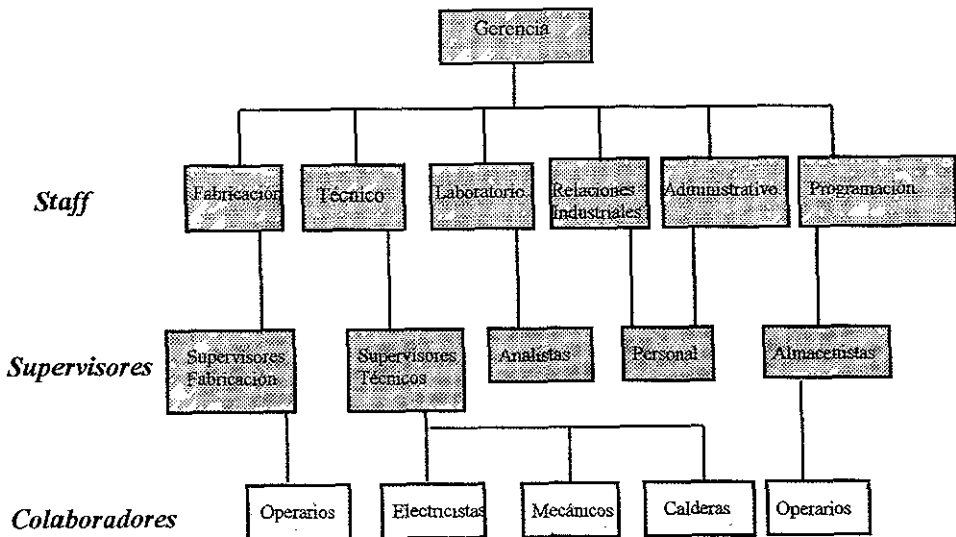 Gerencia
Staff
Fabricación
Técnico
Laboratorio
Relaciones
Industriales
Administrativo
Programación
Supervisores
Supervisores
Fabricación
Supervisores
Técnicos
Analistas
Personal
Almacenistas
Colaboradores
Operarios
Electricistas
Mecánicos
Calderas
Operarios